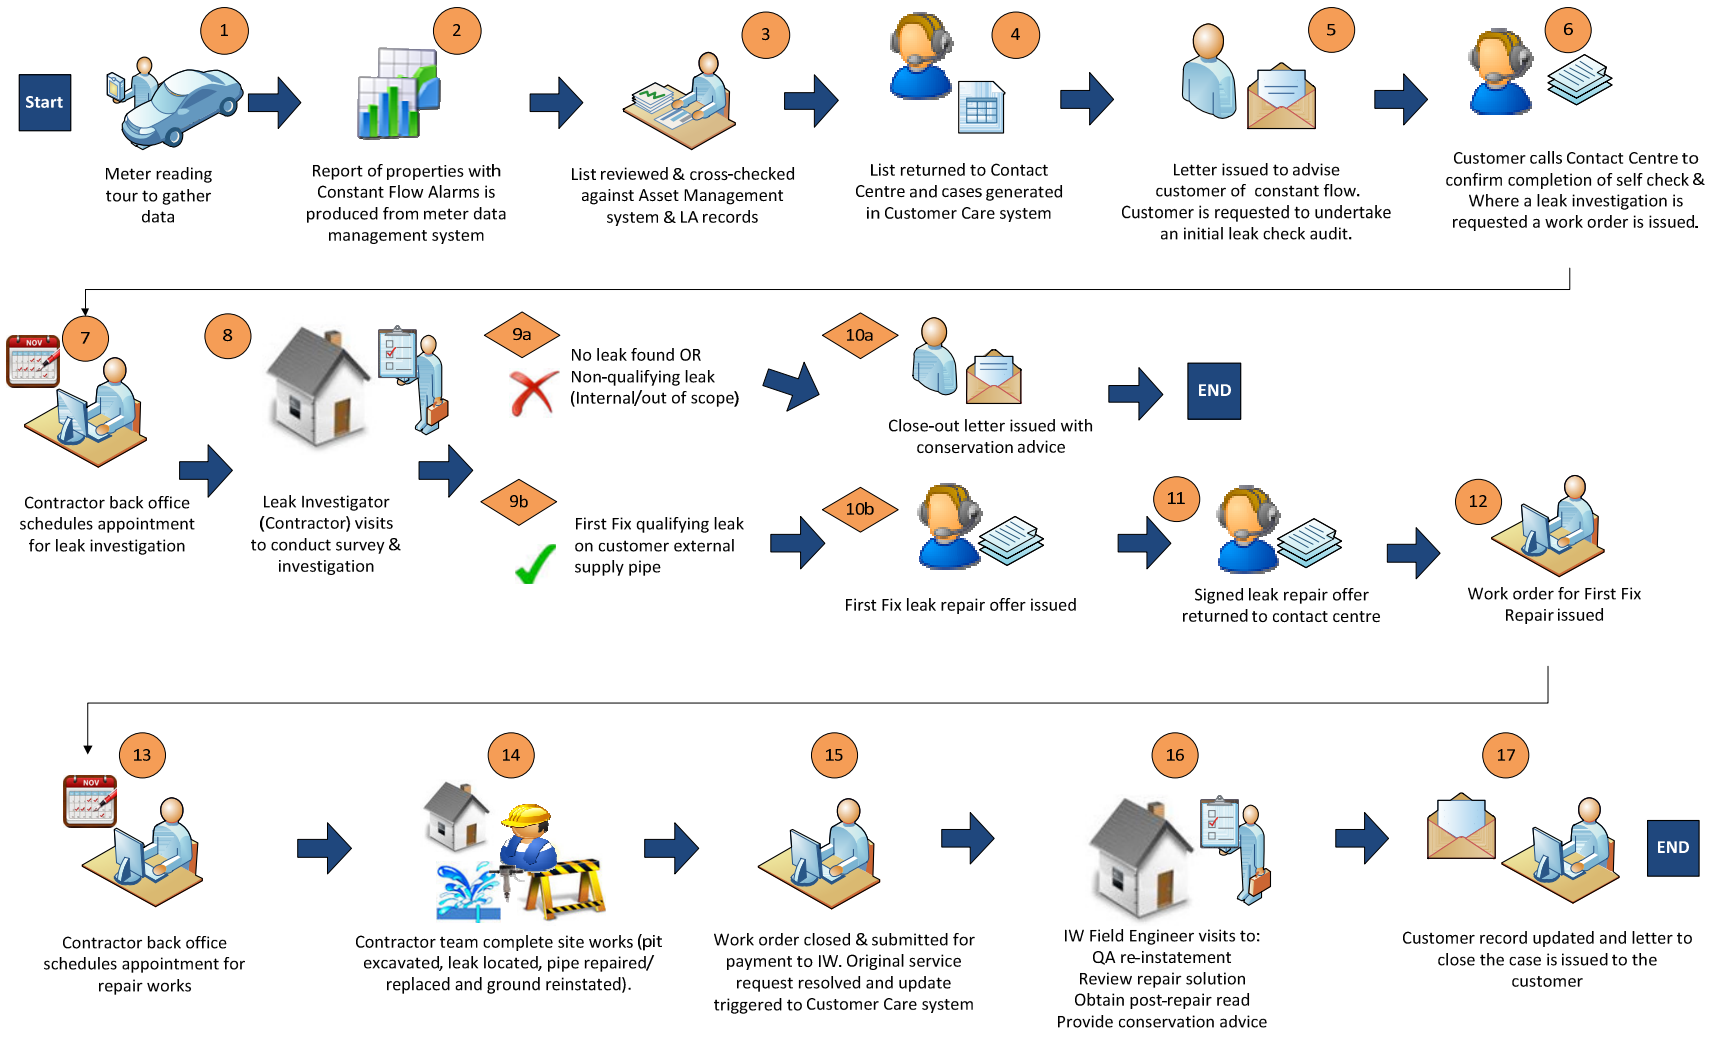 Start
1
Meter reading
tour to gather
data
2
Report of properties with
Constant Flow Alarms is
produced from meter data
management system
3
List reviewed & cross-checked
against Asset Management
system & LA records
4
List returned to Contact
Centre and cases generated
in Customer Care system
5
Letter issued to advise
customer of constant flow.
Customer is requested to undertake
an initial leak check audit.
6
Customer calls Contact Centre to
confirm completion of self check &
Where a leak investigation is
requested a work order is issued.
7
NOV
Contractor back office
schedules appointment
for leak investigation
8
Leak Investigator
(Contractor) visits
to conduct survey &
investigation
9a
No leak found OR
Non-qualifying leak
(Internal/out of scope)
10a
Close-out letter issued with
conservation advice
END
9b
First Fix qualifying leak
on customer external
supply pipe
10b
First Fix leak repair offer issued
11
Signed leak repair offer
returned to contact centre
12
Work order for First Fix
Repair issued
13
NOV
Contractor back office
schedules appointment for
repair works
14
Contractor team complete site works (pit
excavated, leak located, pipe repaired/
replaced and ground reinstated).
15
Work order closed & submitted for
payment to IW. Original service
request resolved and update
triggered to Customer Care system
16
IW Field Engineer visits to:
QA re-instatement
Review repair solution
Obtain post-repair read
Provide conservation advice
17
Customer record updated and letter to
close the case is issued to the
customer
END